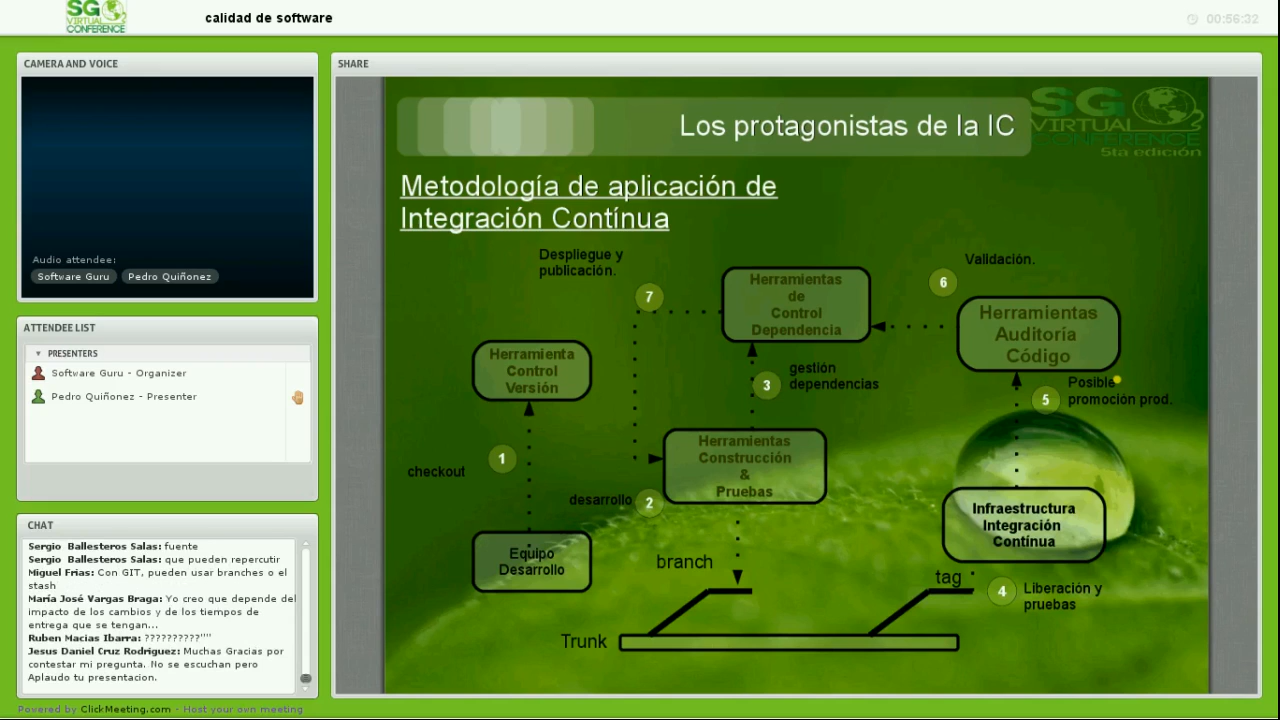 SG
VIRTUAL
CONFERENCE
calidad de software
00:56:32
CAMERA AND VOICE
Audio attendee:
Software Guru
Pedro Quiñonez
ATTENDEE LIST
PRESENTERS
Software Guru - Organizer
Pedro Quiñonez - Presenter
CHAT
Sergio Ballesteros Salas: fuente
Sergio Ballesteros Salas: que pueden repercutir
Miguel Frias: Con GIT, pueden usar branches o el
stash
María José Vargas Braga: Yo creo que depende del
impacto de los cambios y de los tiempos de
entrega que se tengan...
Ruben Macias Ibarra: ??????????""
Jesus Daniel Cruz Rodriguez: Muchas Gracias por
contestar mi pregunta. No se escuchan pero
Aplaudo tu presentacion.
Powered by ClickMeeting.com - Host your own meeting
SHARE
Los protagonistas de la IC
SG
VIRTUAL
CONFERENCE
5ta edición
Metodología de aplicación de
Integración Contínua
Despliegue y
publicación.
7
Herramientas
de
Control
Dependencia
Validación.
6
Herramientas
Auditoría
Código
Herramienta
Control
Versión
gestión
dependencias
3
Posible
promoción prod.
5
1
checkout
Herramientas
Construcción
&
Pruebas
desarrollo
2
Infraestructura
Integración
Contínua
Equipo
Desarrollo
branch
tag
4
Liberación y
pruebas
Trunk